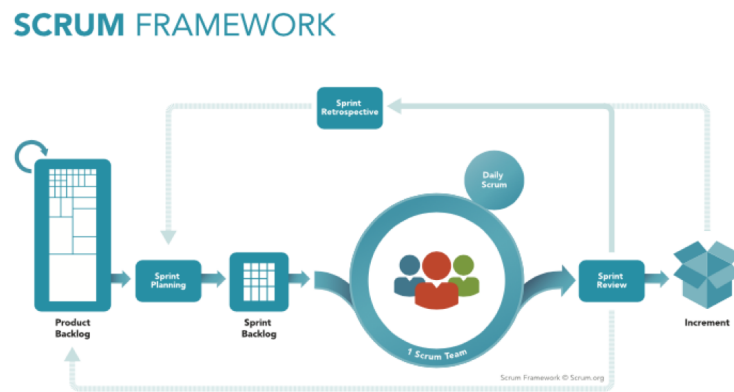 SCRUM FRAMEWORK
Sprint
Retrospective
Daily
Scrum
Sprint
Planning
Sprint
Review
Product
Backlog
Sprint
Backlog
1 Scrum Team
Increment
Scrum Framework © Scrum.org